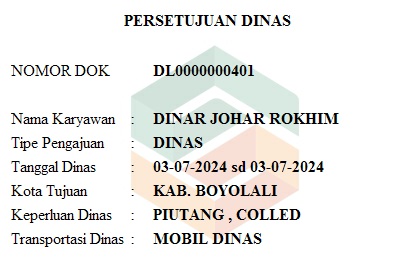 PERSETUJUAN DINAS
NOMOR DOK DL0000000401
Nama Karyawan : DINAR JOHAR ROKHIM
Tipe Pengajuan : DINAS
Tanggal Dinas : 03-07-2024 sd 03-07-2024
Kota Tujuan : KAB. BOYOLALI
Keperluan Dinas : PIUTANG , COLLED
Transportasi Dinas : MOBIL DINAS